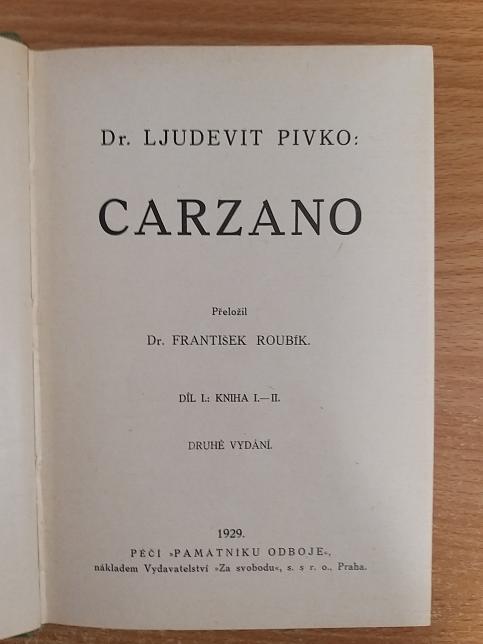 Dr. LJUDEVIT PIVKO:
CARZANO
Přeložil
Dr. FRANTIŠEK ROUBÍK.
DÍL I.: KNIHA I.—II.
DRUHÉ VYDÁNÍ.
1929.
PÉČÍ »PAMÁTNÍKU ODBOJE«,
nákladem Vydavatelství »Za svobodu«, s. s r. o., Praha.